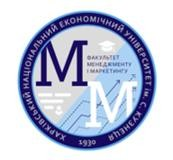 ХАРКІВСЬКИЙ НАЦІОНАЛЬНИЙ ЕКОНОМІЧНИЙ УНІВЕРСИТЕТ ім. С. КУЗНЕЦЯ
ФАКУЛЬТЕТ
МЕНЕДЖМЕНТУ
І МАРКЕТИНГУ
М
М
1930